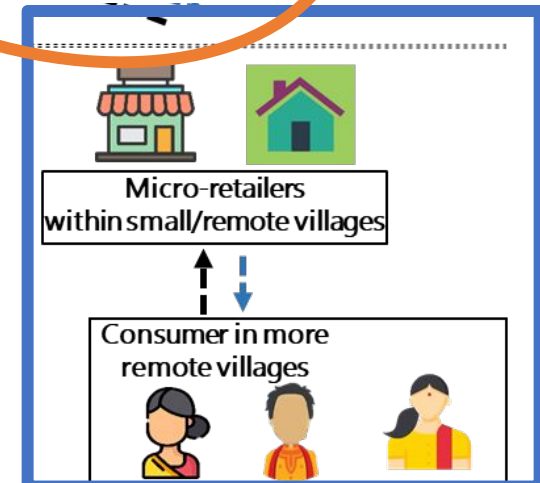 Micro-retailers
within small/remote villages
Consumer in more
remote villages